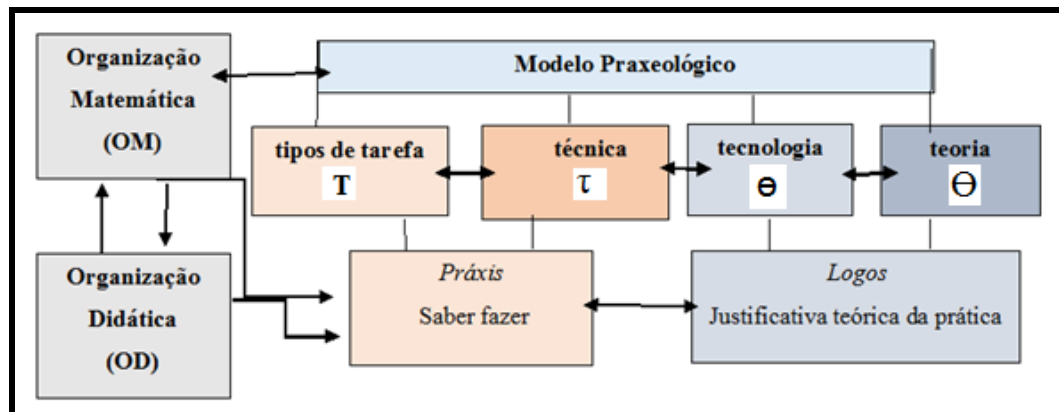 Organização
Matemática
(OM)
Modelo Praxeológico
tipos de tarefa
T
técnica
τ
tecnologia
ɵ
teoria
Ɵ
Organização
Didática
(OD)
Práxis
Saber fazer
Logos
Justificativa teórica da prática